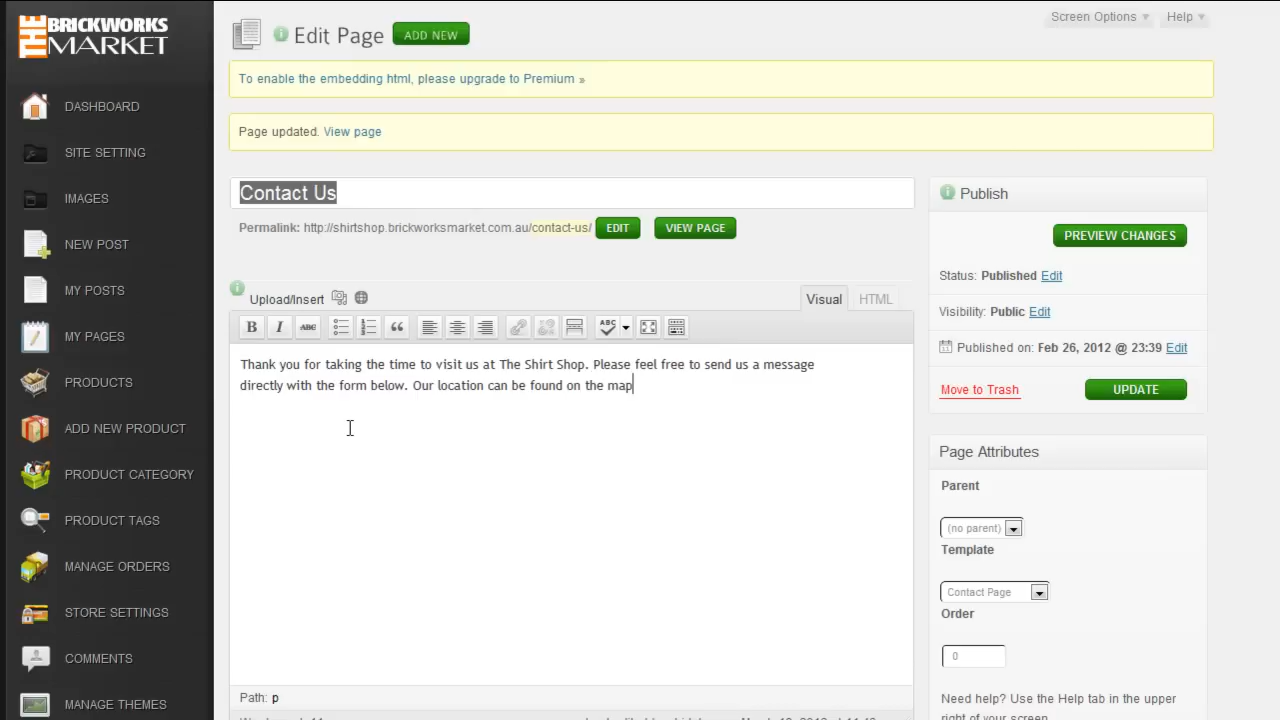 THE BRICKWORKS MARKET
Screen Options
Help
Edit Page
ADD NEW
To enable the embedding html, please upgrade to Premium »
Page updated. View page
DASHBOARD
SITE SETTING
IMAGES
NEW POST
MY POSTS
MY PAGES
PRODUCTS
ADD NEW PRODUCT
PRODUCT CATEGORY
PRODUCT TAGS
MANAGE ORDERS
STORE SETTINGS
COMMENTS
MANAGE THEMES
Contact Us
Permalink: http://shirtshop.brickworksmarket.com.au/contact-us/ EDIT VIEW PAGE
Upload/Insert
Visual
HTML
B I ABC
ABC
Thank you for taking the time to visit us at The Shirt Shop. Please feel free to send us a message
directly with the form below. Our location can be found on the map
Path: p
Publish
PREVIEW CHANGES
Status: Published Edit
Visibility: Public Edit
Published on: Feb 26, 2012 @ 23:39 Edit
Move to Trash
UPDATE
Page Attributes
Parent
(no parent)
Template
Contact Page
Order
0
Need help? Use the Help tab in the upper
right of your screen